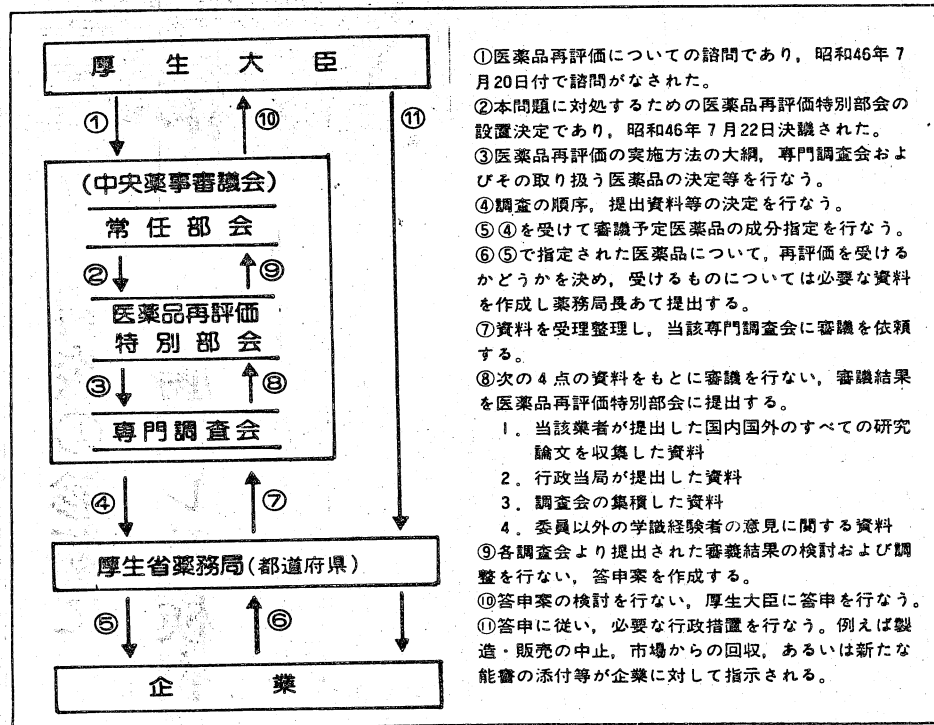 厚生大臣
① ⑩ ⑪
(中央薬事審議会)
常任部会
② ⑨
医薬品再評価
特別部会
③ ⑧
専門調査会
④ ⑦
厚生省薬務局(都道府県)
⑤ ⑥
企業
①医薬品再評価についての諮問であり,昭和46年7
月20日付で諮問がなされた。
②本問題に対処するための医薬品再評価特別部会の
設置決定であり,昭和46年7月22日決議された。
③医薬品再評価の実施方法の大綱,専門調査会およ
びその取り扱う医薬品の決定等を行なう。
④調査の順序,提出資料等の決定を行なう。
⑤④を受けて審議予定医薬品の成分指定を行なう。
⑥⑤で指定された医薬品について,再評価を受ける
かどうかを決め,受けるものについては必要な資料
を作成し薬務局長あて提出する。
⑦資料を受理整理し,当該専門調査会に審議を依頼
する。
⑧次の4点の資料をもとに審議を行ない,審議結果
を医薬品再評価特別部会に提出する。
1.当該業者が提出した国内国外のすべての研究
論文を収集した資料
2.行政当局が提出した資料
3.調査会の集積した資料
4.委員以外の学識経験者の意見に関する資料
⑨各調査会より提出された審義結果の検討および調
整を行ない,答申案を作成する。
⑩答申案の検討を行ない,厚生大臣に答申を行なう。
⑪答申に従い,必要な行政措置を行なう。例えば製
造・販売の中止,市場からの回収,あるいは新たな
能書の添付等が企業に対して指示される。